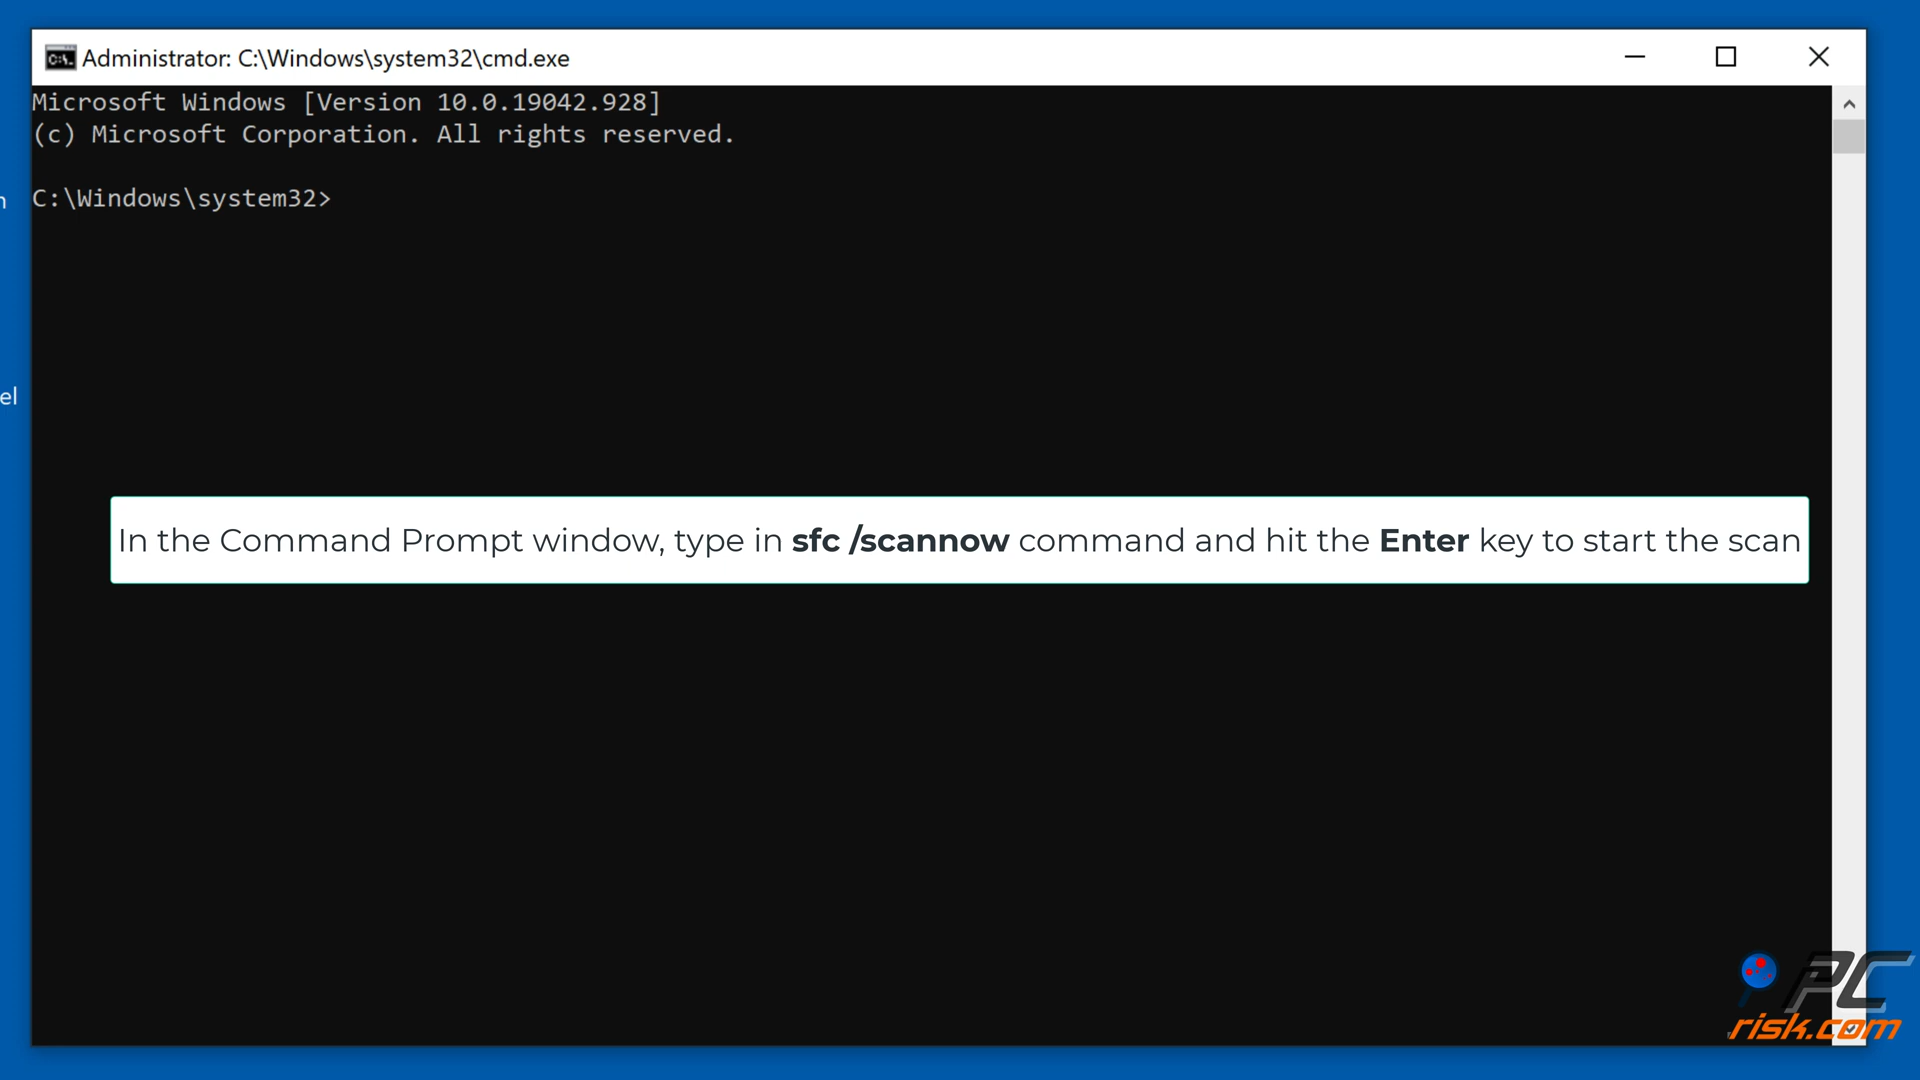 Administrator: C:\Windows\system32\cmd.exe
Microsoft Windows [Version 10.0.19042.928]
(c) Microsoft Corporation. All rights reserved.
C:\Windows\system32>
n
el
In the Command Prompt window, type in sfc /scannow command and hit the Enter key to start the scan
PC
risk.com